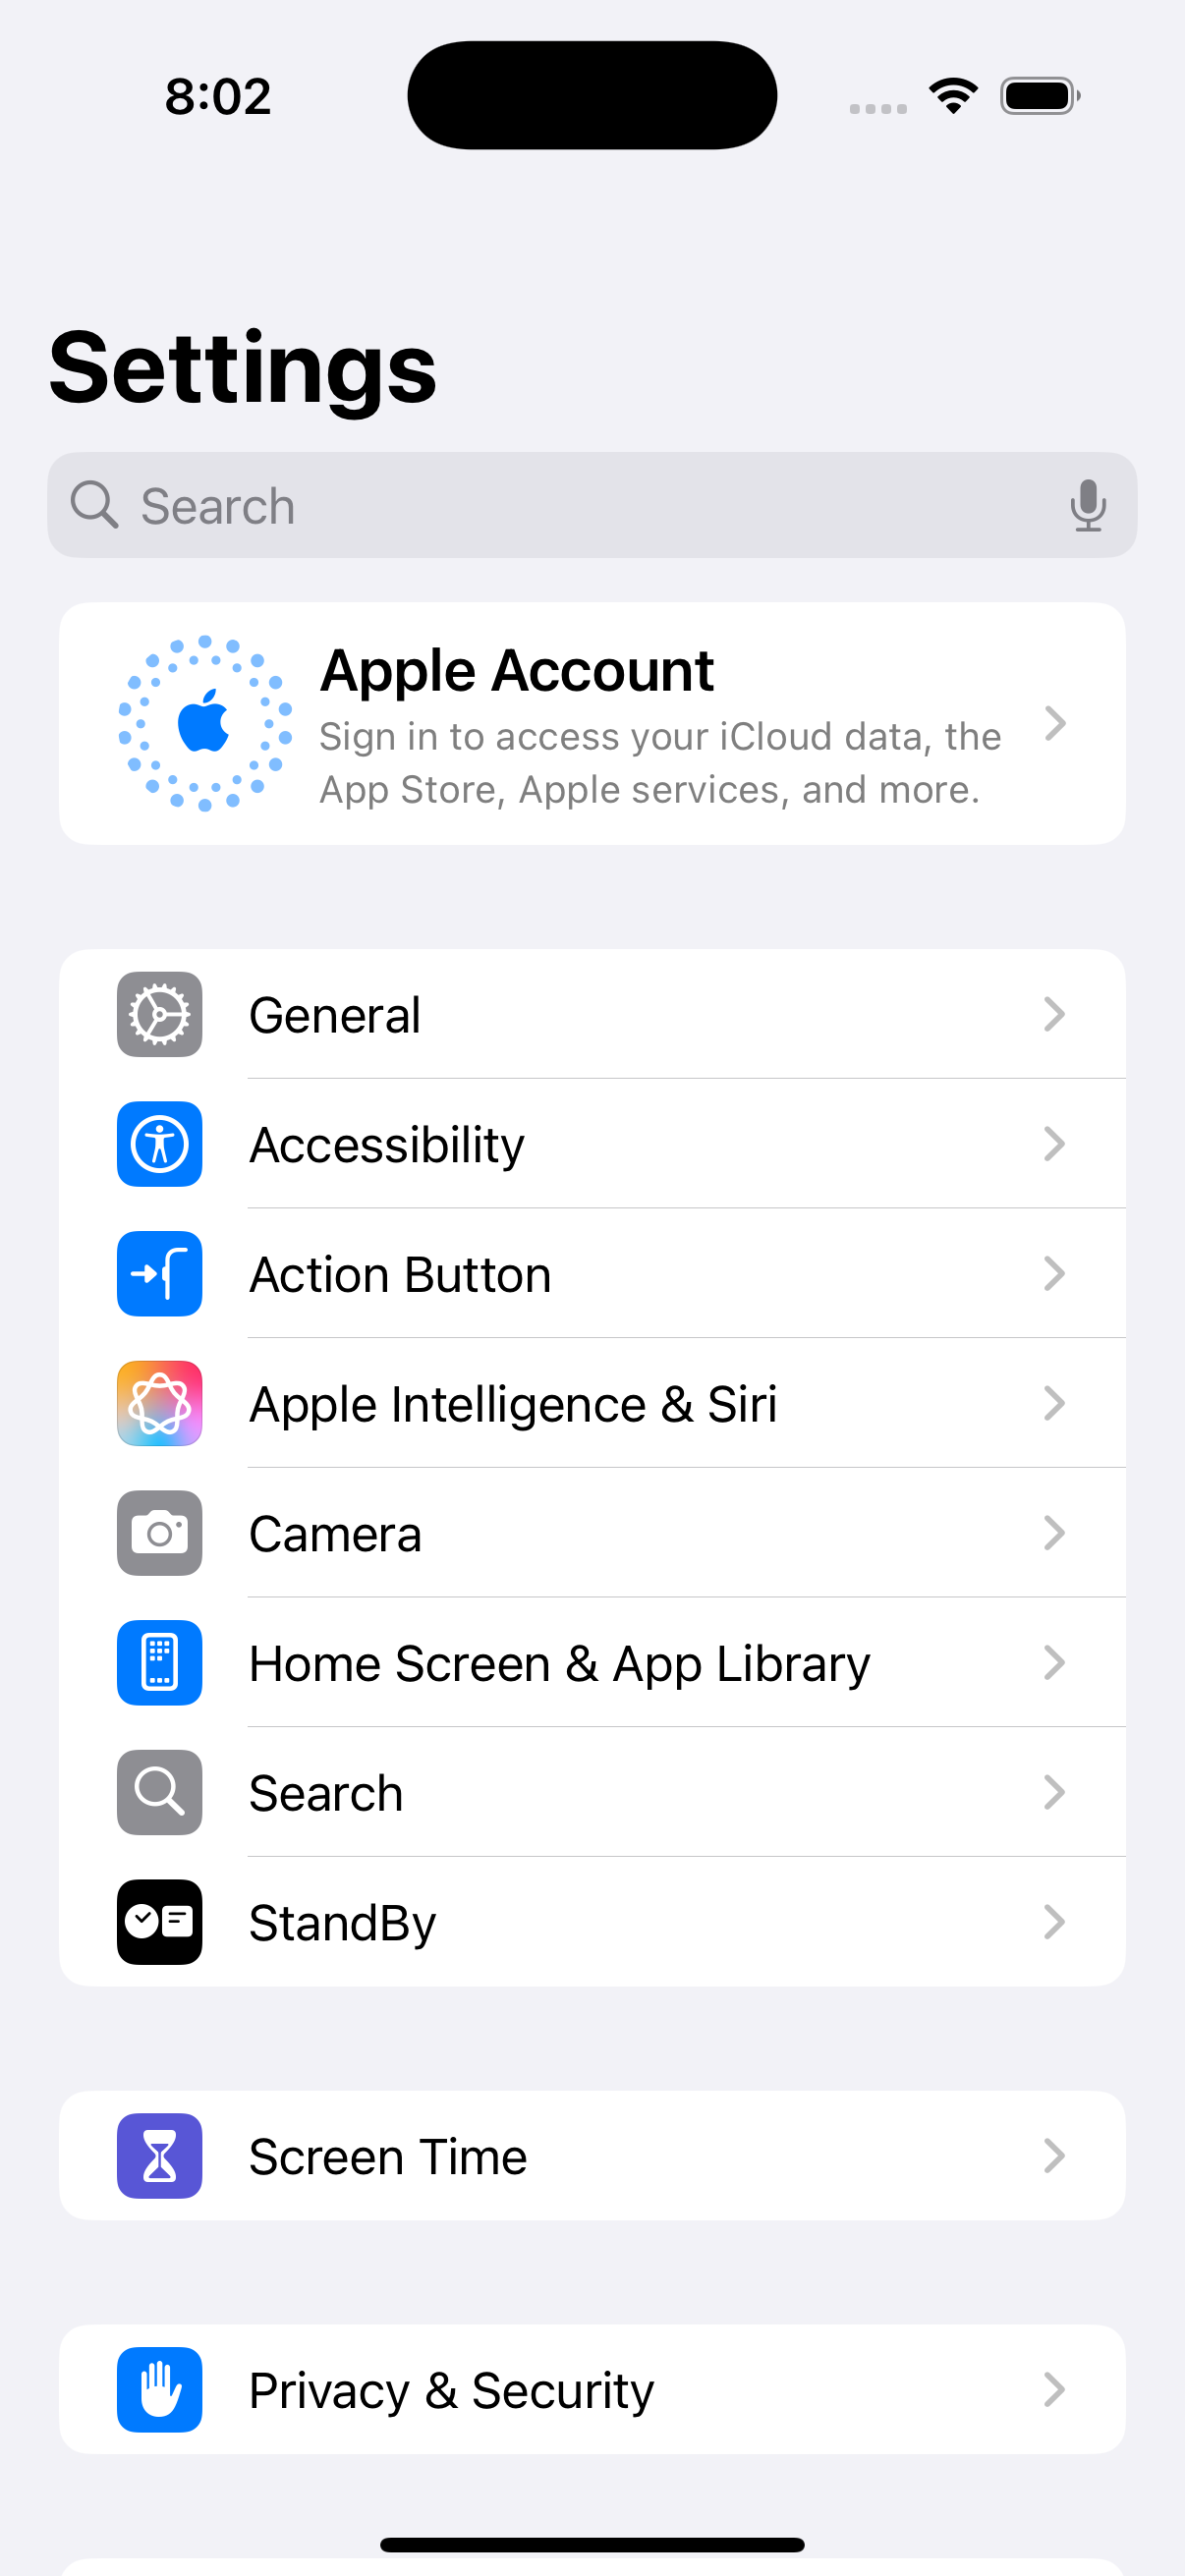 8:02
Settings
Search
Apple Account
Sign in to access your iCloud data, the
App Store, Apple services, and more.
General
Accessibility
Action Button
Apple Intelligence & Siri
Camera
Home Screen & App Library
Search
StandBy
Screen Time
Privacy & Security